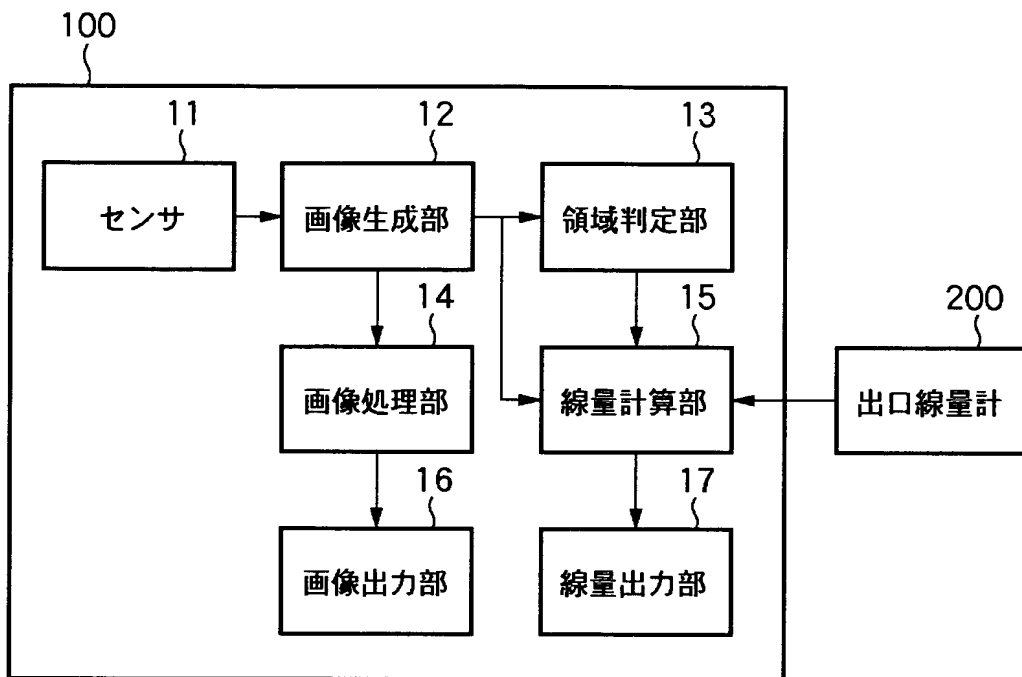 100
11
12
13
センサ
画像生成部
領域判定部
14
15
200
画像処理部
線量計算部
出口線量計
16
17
画像出力部
線量出力部